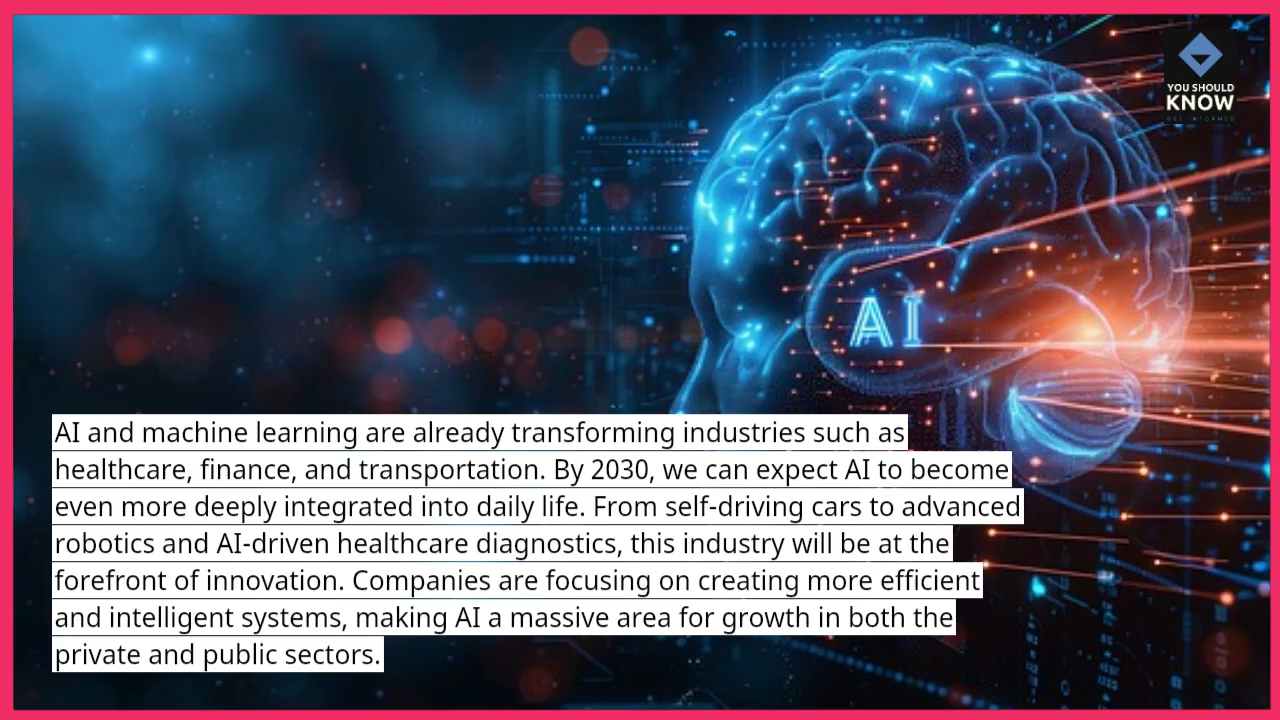 YOU SHOULD
KNOW
GET INFORMED
AI
AI and machine learning are already transforming industries such as
healthcare, finance, and transportation. By 2030, we can expect AI to become
even more deeply integrated into daily life. From self-driving cars to advanced
robotics and AI-driven healthcare diagnostics, this industry will be at the
forefront of innovation. Companies are focusing on creating more efficient
and intelligent systems, making AI a massive area for growth in both the
private and public sectors.